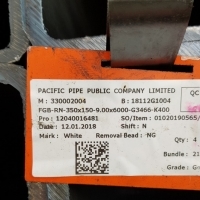 PACIFIC PIPE PUBLIC COMPANY LIMITED
QC
M : 330002004 B : 18112G1004
FGB-RN-350x150-9.00x6000-G3466-K400
Pro : 12040016481 SO/Item : 01020190565/
Date : 12.01.2018 Shift : N
Mark : White Removal Bead : NG Qty : 4
Bundle : 21
Grade : G